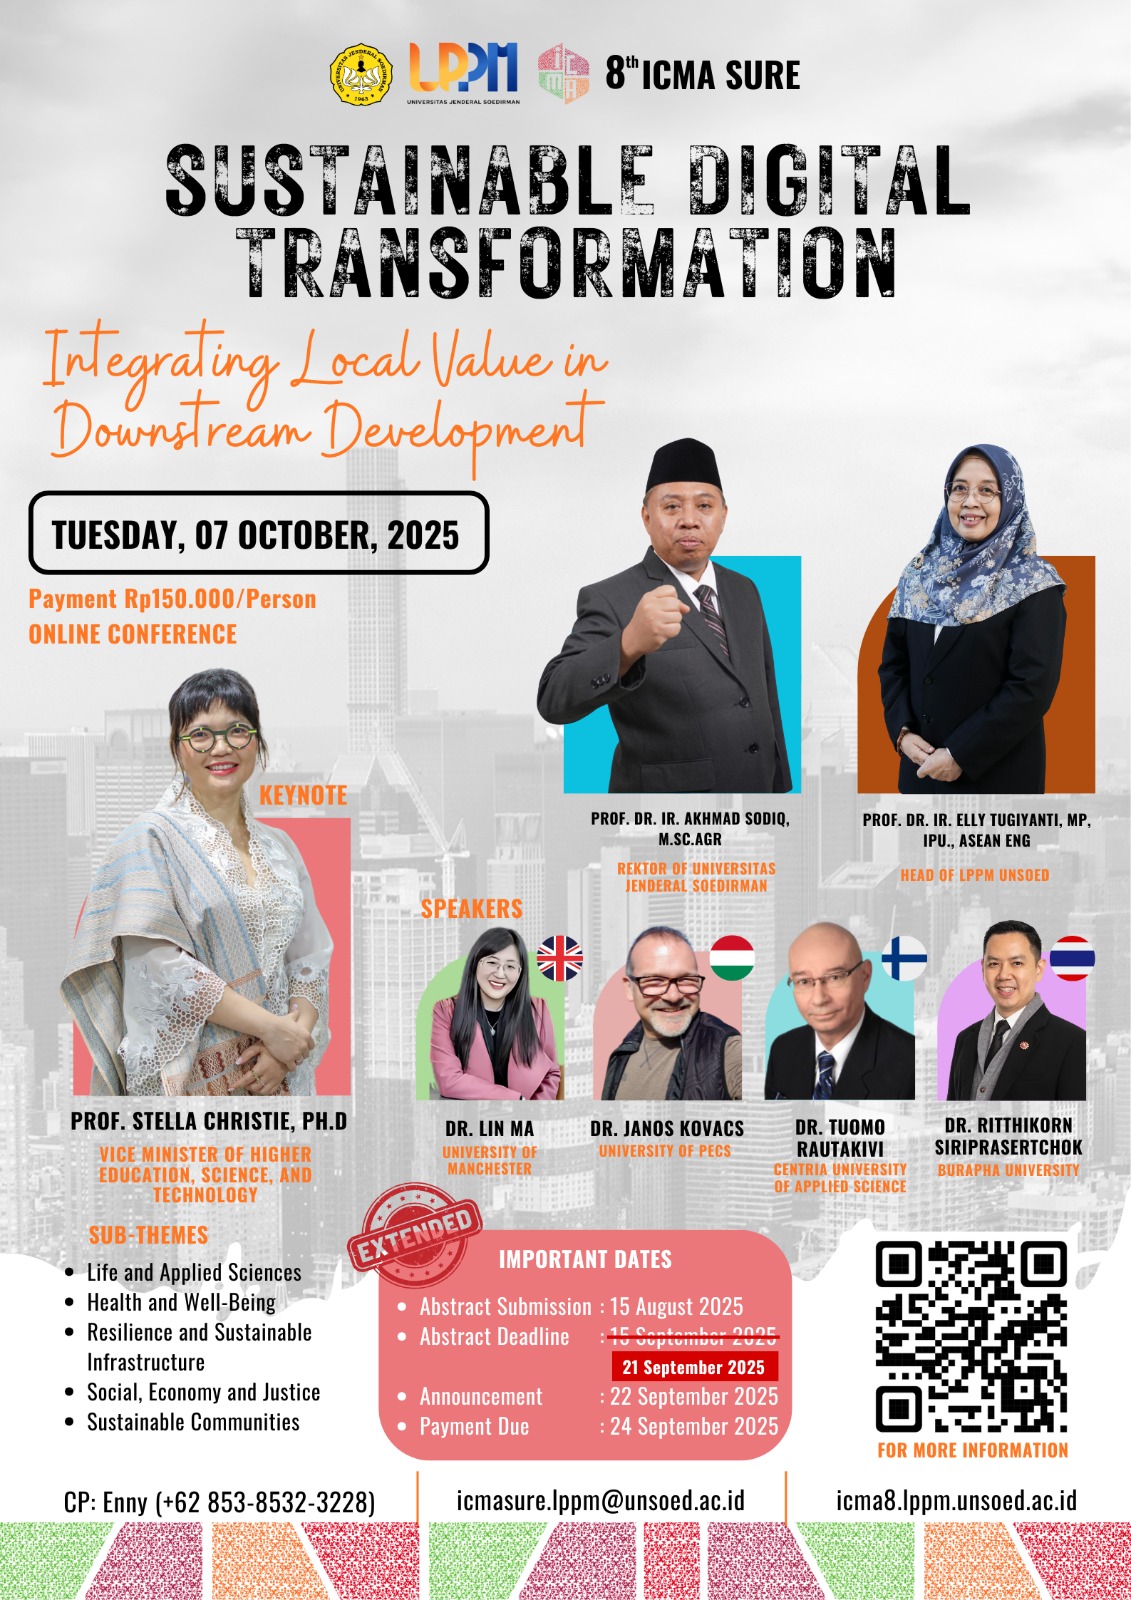 UNIVERSITAS JENDERAL SOEDIRMAN
1963
LPPM
UNIVERSITAS JENDERAL SOEDIRMAN
ICMA
8th ICMA SURE
SUSTAINABLE DIGITAL
TRANSFORMATION
Integrating Local Value in
Downstream Development
TUESDAY, 07 OCTOBER, 2025
Payment Rp150.000/Person
ONLINE CONFERENCE
KEYNOTE
PROF. STELLA CHRISTIE, PH.D
VICE MINISTER OF HIGHER
EDUCATION, SCIENCE, AND
TECHNOLOGY
PROF. DR. IR. AKHMAD SODIQ,
M.SC.AGR
REKTOR OF UNIVERSITAS
JENDERAL SOEDIRMAN
PROF. DR. IR. ELLY TUGIYANTI, MP,
IPU., ASEAN ENG
HEAD OF LPPM UNSOED
SPEAKERS
DR. LIN MA
UNIVERSITY OF
MANCHESTER
DR. JANOS KOVACS
UNIVERSITY OF PECS
DR. TUOMO
RAUTAKIVI
CENTRIA UNIVERSITY
OF APPLIED SCIENCE
DR. RITTHIKORN
SIRIPRASERTCHOK
BURAPHA UNIVERSITY
SUB-THEMES
• Life and Applied Sciences
• Health and Well-Being
• Resilience and Sustainable
Infrastructure
• Social, Economy and Justice
• Sustainable Communities
EXTENDED
IMPORTANT DATES
• Abstract Submission : 15 August 2025
• Abstract Deadline : 15 September 2025
21 September 2025
• Announcement : 22 September 2025
• Payment Due : 24 September 2025
FOR MORE INFORMATION
CP: Enny (+62 853-8532-3228)
icmasure.lppm@unsoed.ac.id
icma8.lppm.unsoed.ac.id